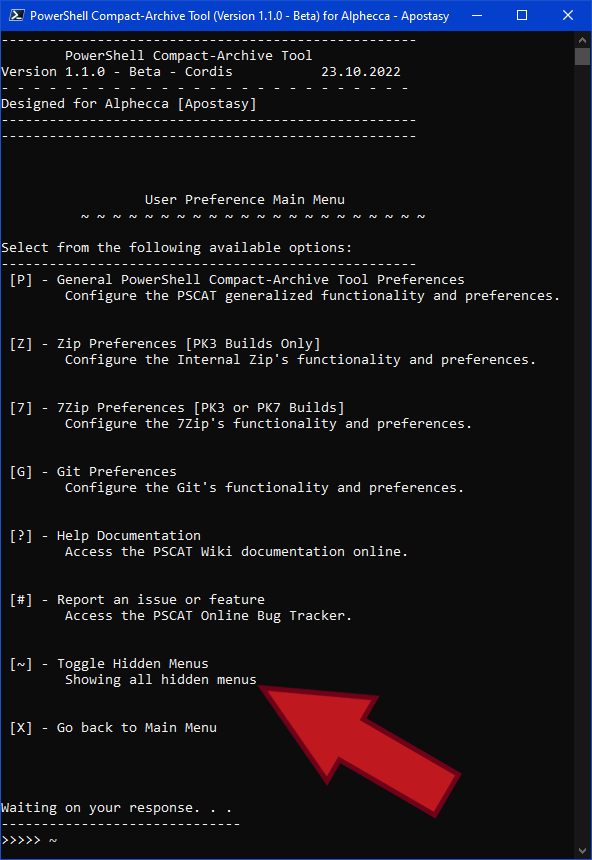 PowerShell Compact-Archive Tool (Version 1.1.0 - Beta) for Alphecca - Apostasy
-----------------------------------------------------
PowerShell Compact-Archive Tool
Version 1.1.0 - Beta - Cordis 23.10.2022
- - - - - - - - - - - - - - - - - - - - - - - - - -
Designed for Alphecca [Apostasy]
-----------------------------------------------------
-----------------------------------------------------
User Preference Main Menu
~ ~ ~ ~ ~ ~ ~ ~ ~ ~ ~ ~ ~ ~ ~ ~ ~ ~ ~ ~ ~ ~
Select from the following available options:
-----------------------------------------------------
[P] - General PowerShell Compact-Archive Tool Preferences
Configure the PSCAT generalized functionality and preferences.
[Z] - Zip Preferences [PK3 Builds Only]
Configure the Internal Zip's functionality and preferences.
[7] - 7Zip Preferences [PK3 or PK7 Builds]
Configure the 7Zip's functionality and preferences.
[G] - Git Preferences
Configure the Git's functionality and preferences.
[?] - Help Documentation
Access the PSCAT Wiki documentation online.
[#] - Report an issue or feature
Access the PSCAT Online Bug Tracker.
[~] - Toggle Hidden Menus
Showing all hidden menus
[X] - Go back to Main Menu
Waiting on your response. . .
------------------------------
>>>>> ~